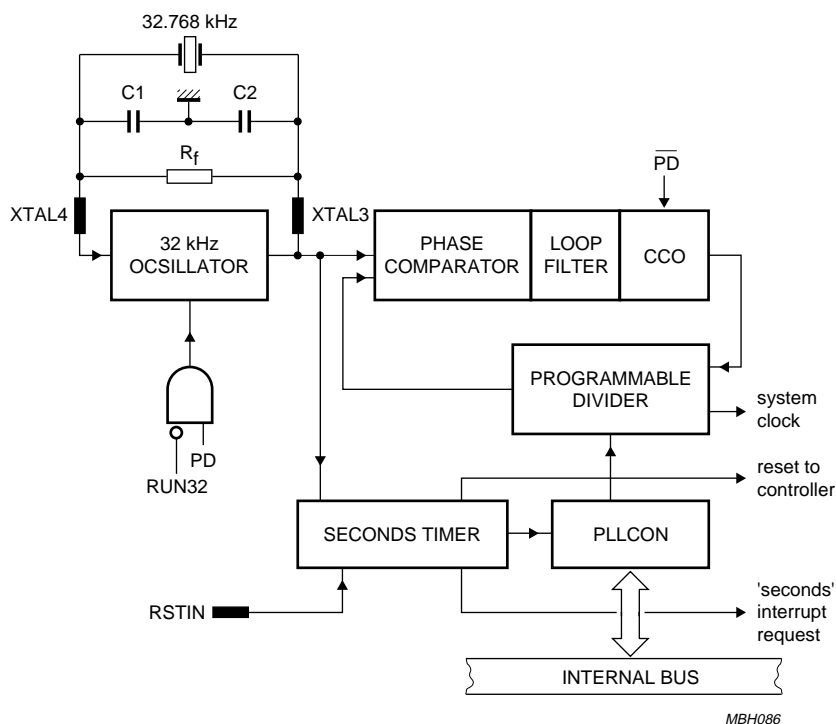 32.768 kHz
C1
C2
Rf
PD
XTAL4
XTAL3
32 kHz
OCSILLATOR
PHASE
COMPARATOR
LOOP
FILTER
CCO
PROGRAMMABLE
DIVIDER
system
clock
PD
RUN32
reset to
controller
SECONDS TIMER
PLLCON
RSTIN
'seconds'
interrupt
request
INTERNAL BUS
MBH086